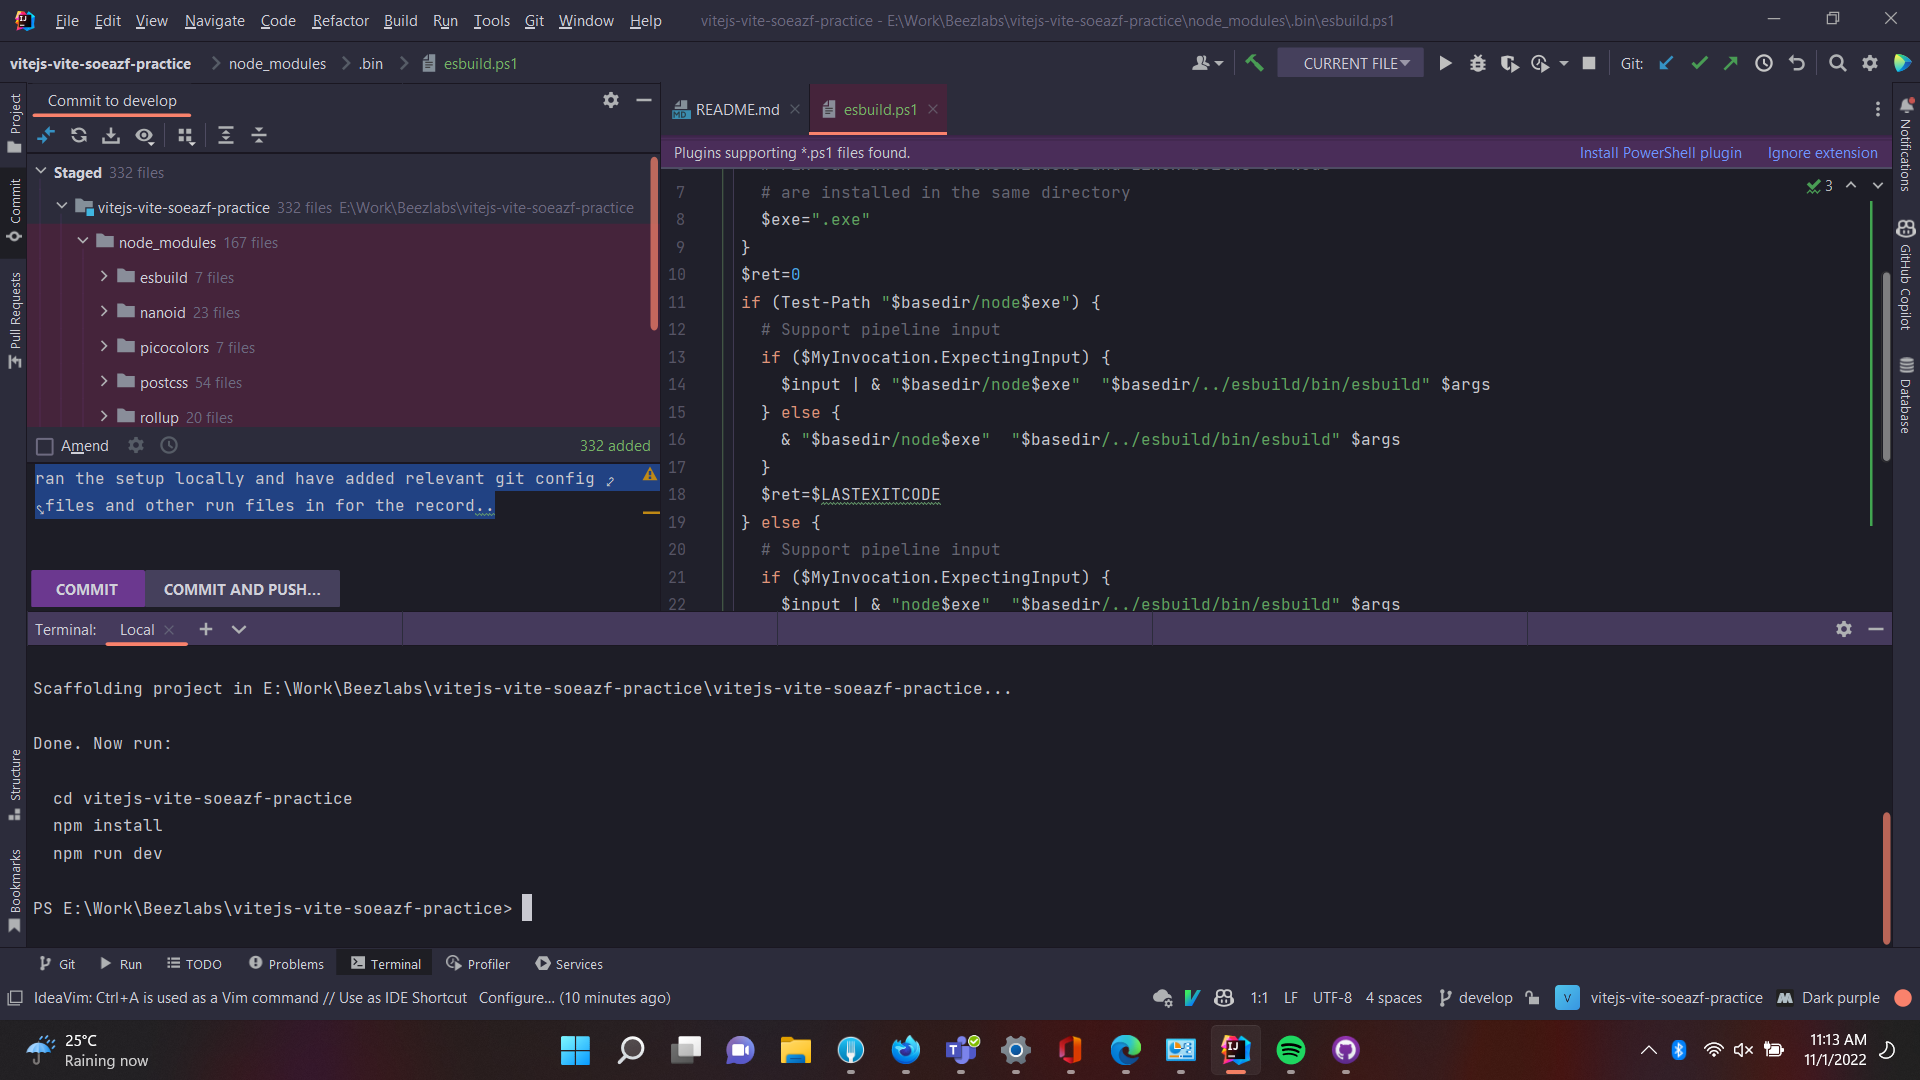 File Edit View Navigate Code Refactor Build Run Tools Git Window Help vitejs-vite-soeazf-practice - E:\Work\Beezlabs\vitejs-vite-soeazf-practice\node_modules\.bin\esbuild.ps1
vitejs-vite-soeazf-practice node_modules .bin esbuild.ps1 CURRENT FILE Git:
Project
Commit
Pull Requests
Structure
Bookmarks
Commit to develop
Staged 332 files
vitejs-vite-soeazf-practice 332 files E:\Work\Beezlabs\vitejs-vite-soeazf-practice
node_modules 167 files
esbuild 7 files
nanoid 23 files
picocolors 7 files
postcss 54 files
rollup 20 files
Amend 332 added
ran the setup locally and have added relevant git config
files and other run files in for the record..
COMMIT COMMIT AND PUSH...
README.md esbuild.ps1
Plugins supporting *.ps1 files found. Install PowerShell plugin Ignore extension
3
7 # are installed in the same directory
8 $exe=".exe"
9 }
10 $ret=0
11 if (Test-Path "$basedir/node$exe") {
12 # Support pipeline input
13 if ($MyInvocation.ExpectingInput) {
14 $input | & "$basedir/node$exe"  "$basedir/../esbuild/bin/esbuild" $args
15 } else {
16 & "$basedir/node$exe"  "$basedir/../esbuild/bin/esbuild" $args
17 }
18 $ret=$LASTEXITCODE
19 } else {
20 # Support pipeline input
21 if ($MyInvocation.ExpectingInput) {
22 $input | & "node$exe"  "$basedir/../esbuild/bin/esbuild" $args
Notifications
GitHub Copilot
Database
Terminal: Local
Scaffolding project in E:\Work\Beezlabs\vitejs-vite-soeazf-practice\vitejs-vite-soeazf-practice...
Done. Now run:
cd vitejs-vite-soeazf-practice
npm install
npm run dev
PS E:\Work\Beezlabs\vitejs-vite-soeazf-practice>
Git Run TODO Problems Terminal Profiler Services
IdeaVim: Ctrl+A is used as a Vim command // Use as IDE Shortcut Configure... (10 minutes ago) 1:1 LF UTF-8 4 spaces develop V vitejs-vite-soeazf-practice Dark purple
25°C
Raining now
11:13 AM
11/1/2022